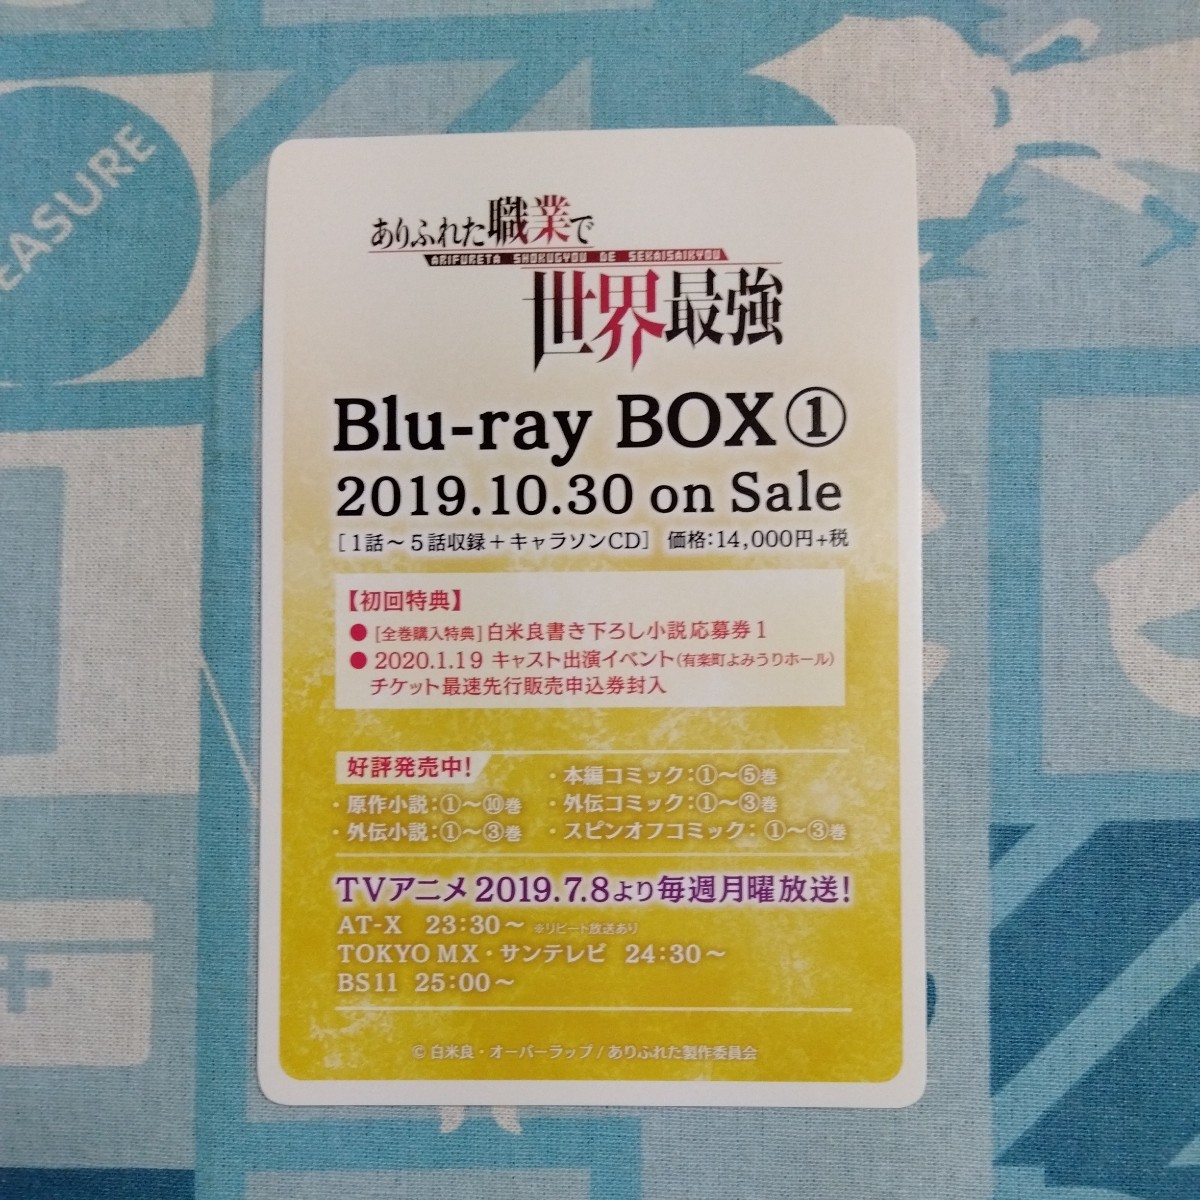 EASURE
ありふれた職業で
ARIFURETA SHOKUGYOU DE SEKAISAIKYOU
世界最強
Blu-ray BOX①
2019.10.30 on Sale
[1話～5話収録+キャラソンCD] 価格:14,000円+税
【初回特典】
● [全巻購入特典]白米良書き下ろし小説応募券1
● 2020.1.19 キャスト出演イベント(有楽町よみうりホール)
チケット最速先行販売申込券封入
好評発売中!
・本編コミック:①～⑤巻
・原作小説:①～⑩巻 ・外伝コミック:①～③巻
・外伝小説:①～③巻 ・スピンオフコミック:①～③巻
TVアニメ2019.7.8より毎週月曜放送!
AT-X 23:30～ ※リピート放送あり
TOKYO MX・サンテレビ 24:30～
BS11 25:00～
© 白米良・オーバーラップ/ありふれた製作委員会